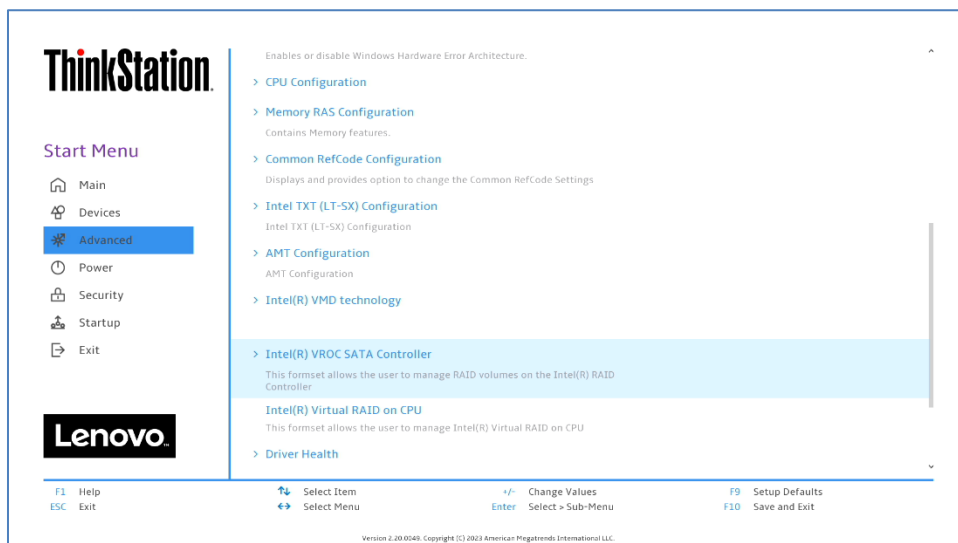 ThinkStation
Start Menu
Main
Devices
Advanced
Power
Security
Startup
Exit
Lenovo
Enables or disable Windows Hardware Error Architecture.
> CPU Configuration
> Memory RAS Configuration
Contains Memory features.
> Common RefCode Configuration
Displays and provides option to change the Common RefCode Settings
> Intel TXT (LT-SX) Configuration
Intel TXT (LT-SX) Configuration
> AMT Configuration
AMT Configuration
> Intel(R) VMD technology
> Intel(R) VROC SATA Controller
This formset allows the user to manage RAID volumes on the Intel(R) RAID
Controller
Intel(R) Virtual RAID on CPU
This formset allows the user to manage Intel(R) Virtual RAID on CPU
> Driver Health
F1 Help
ESC Exit
Select Item
Select Menu
+/- Change Values
Enter Select > Sub-Menu
F9 Setup Defaults
F10 Save and Exit
Version 2.20.0049. Copyright (C) 2023 American Megatrends International LLC.